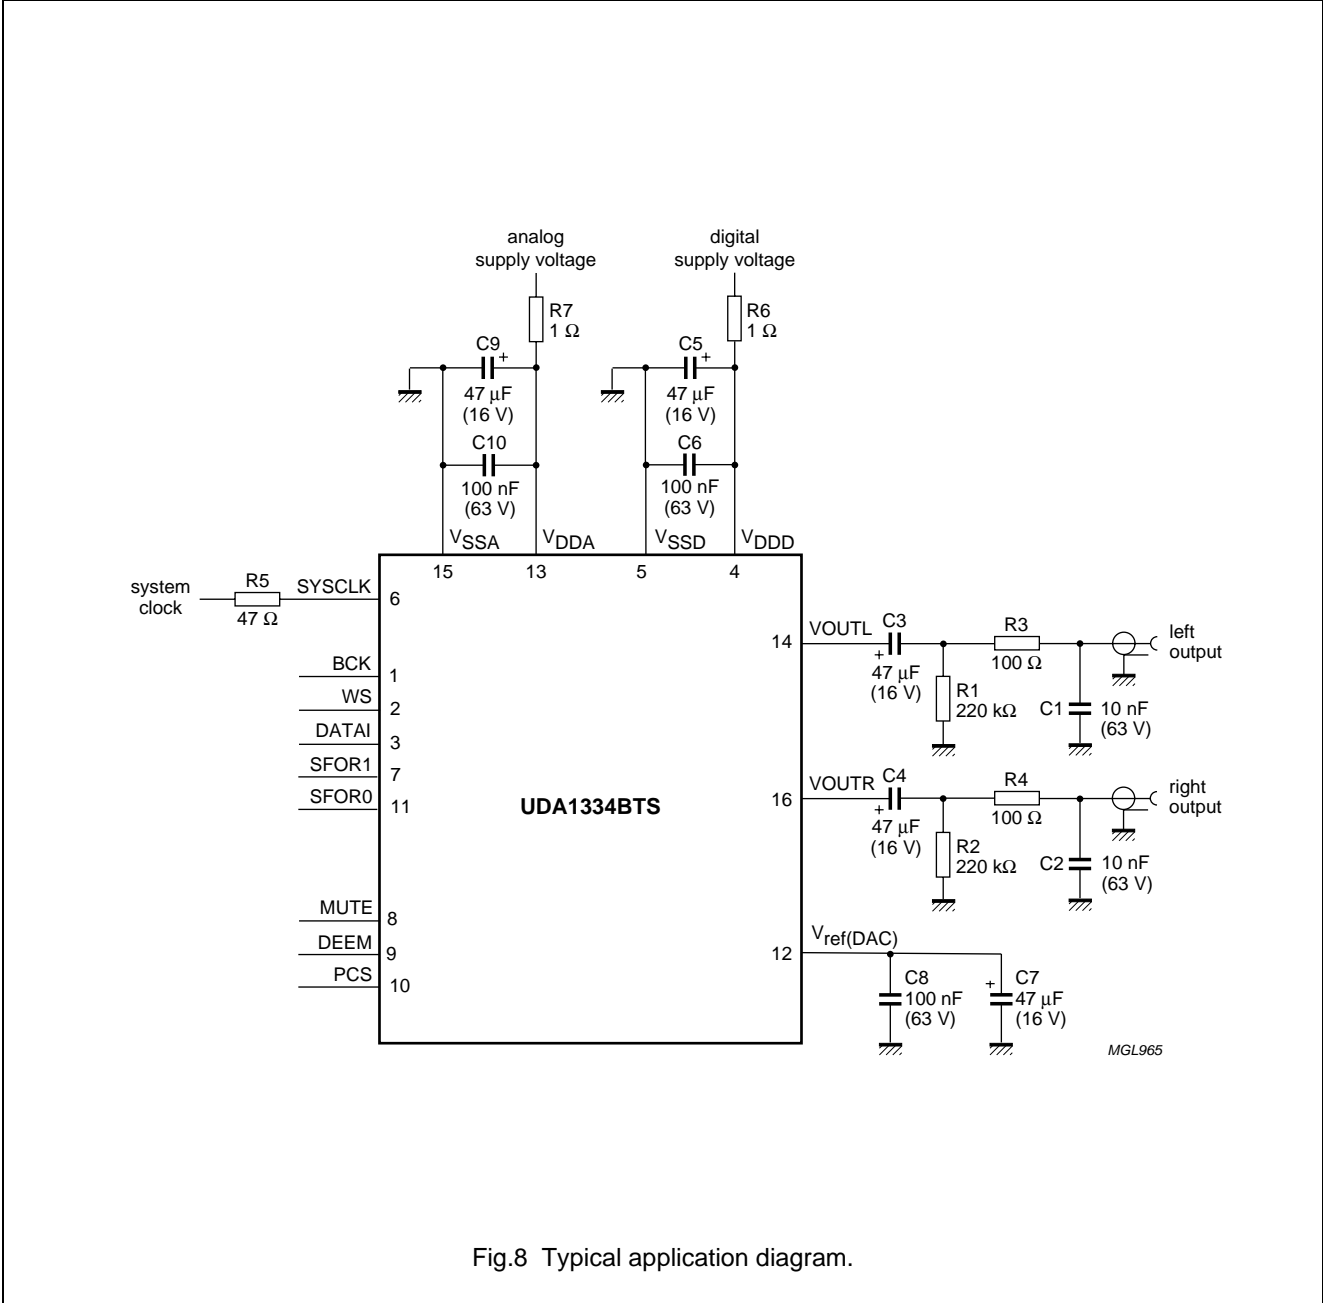 analog
supply voltage
digital
supply voltage
R7
1 Ω
R6
1 Ω
C9
+
47 μF
(16 V)
C5
+
47 μF
(16 V)
C10
100 nF
(63 V)
C6
100 nF
(63 V)
VSSA
VDDA
VSSD
VDDD
15
13
5
4
system
clock
R5
47 Ω
SYSCLK
6
BCK
1
WS
2
DATAI
3
SFOR1
7
SFOR0
11
MUTE
8
DEEM
9
PCS
10
UDA1334BTS
14
VOUTL
C3
+
47 μF
(16 V)
R1
220 kΩ
R3
100 Ω
C1
10 nF
(63 V)
left
output
16
VOUTR
C4
+
47 μF
(16 V)
R2
220 kΩ
R4
100 Ω
C2
10 nF
(63 V)
right
output
12
Vref(DAC)
C8
100 nF
(63 V)
+
C7
47 μF
(16 V)
MGL965
Fig.8 Typical application diagram.